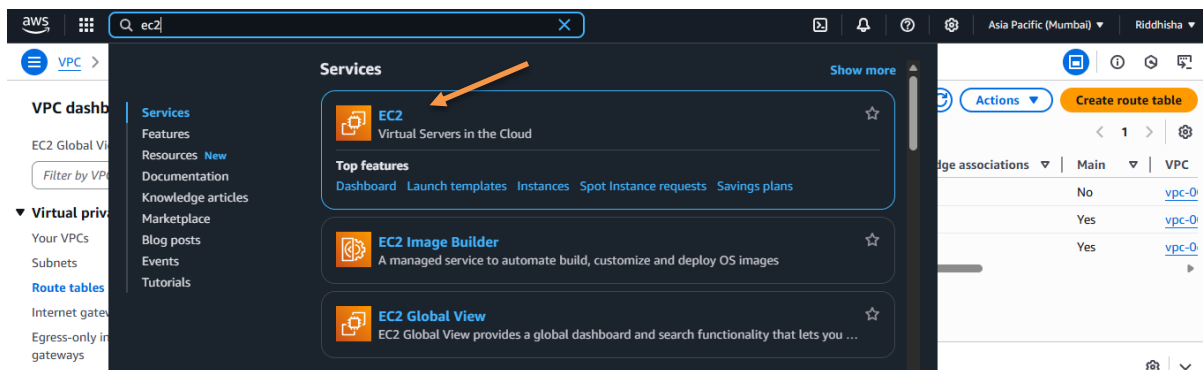 aws
ec2
Asia Pacific (Mumbai)
Riddhisha
VPC
VPC dashb
EC2 Global Vi
Filter by VP
Virtual priva
Your VPCs
Subnets
Route tables
Internet gatew
Egress-only in
gateways
Services
Features
Resources New
Documentation
Knowledge articles
Marketplace
Blog posts
Events
Tutorials
Services
Show more
EC2
Virtual Servers in the Cloud
Top features
Dashboard Launch templates Instances Spot Instance requests Savings plans
EC2 Image Builder
A managed service to automate build, customize and deploy OS images
EC2 Global View
EC2 Global View provides a global dashboard and search functionality that lets you ...
Actions
Create route table
1
dge associations Main VPC
No vpc-0
Yes vpc-0
Yes vpc-0